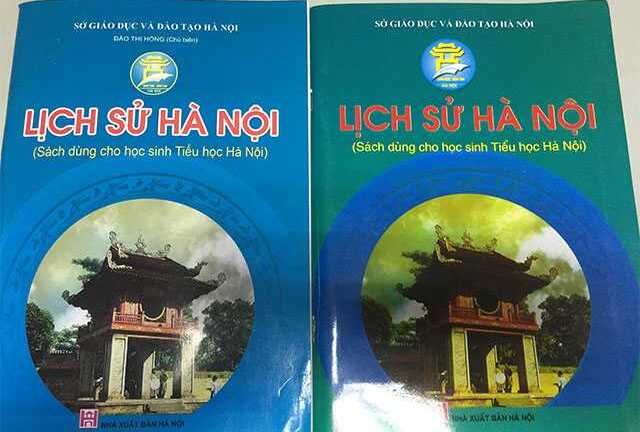 SỞ GIÁO DỤC VÀ ĐÀO TẠO HÀ NỘI
ĐÀO THỊ HỒNG (Chủ biên)
LỊCH SỬ HÀ NỘI
(Sách dùng cho học sinh Tiểu học Hà Nội)
NHÀ XUẤT BẢN HÀ NỘI
SỞ GIÁO DỤC VÀ ĐÀO TẠO HÀ NỘI
HÀ NỘI
LỊCH SỬ HÀ NỘI
(Sách dùng cho học sinh Tiểu học Hà Nội)
NHÀ XUẤT BẢN HÀ NỘI